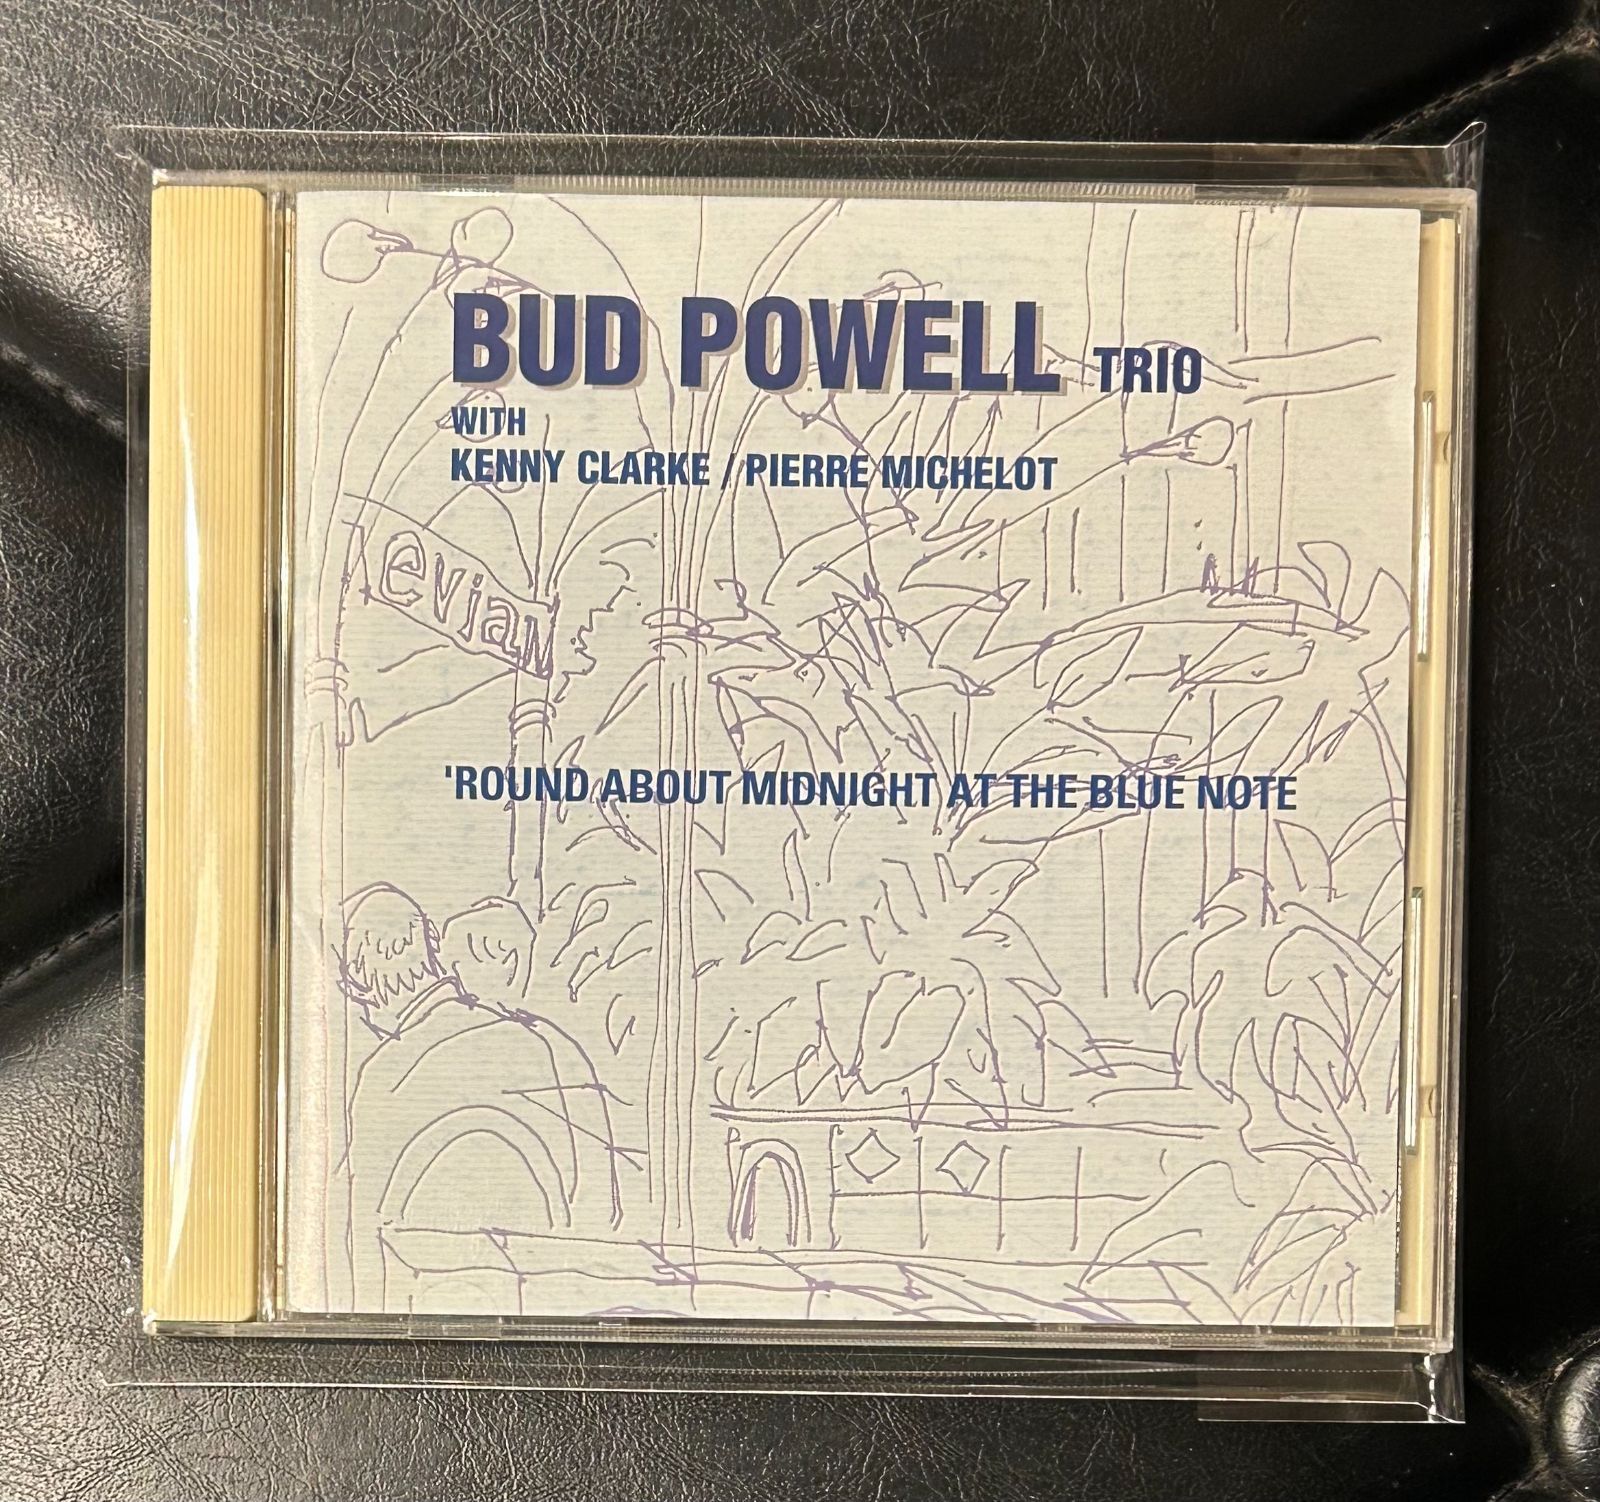 BUD POWELL TRIO
WITH
KENNY CLARKE / PIERRE MICHELOT
evian
'ROUND ABOUT MIDNIGHT AT THE BLUE NOTE